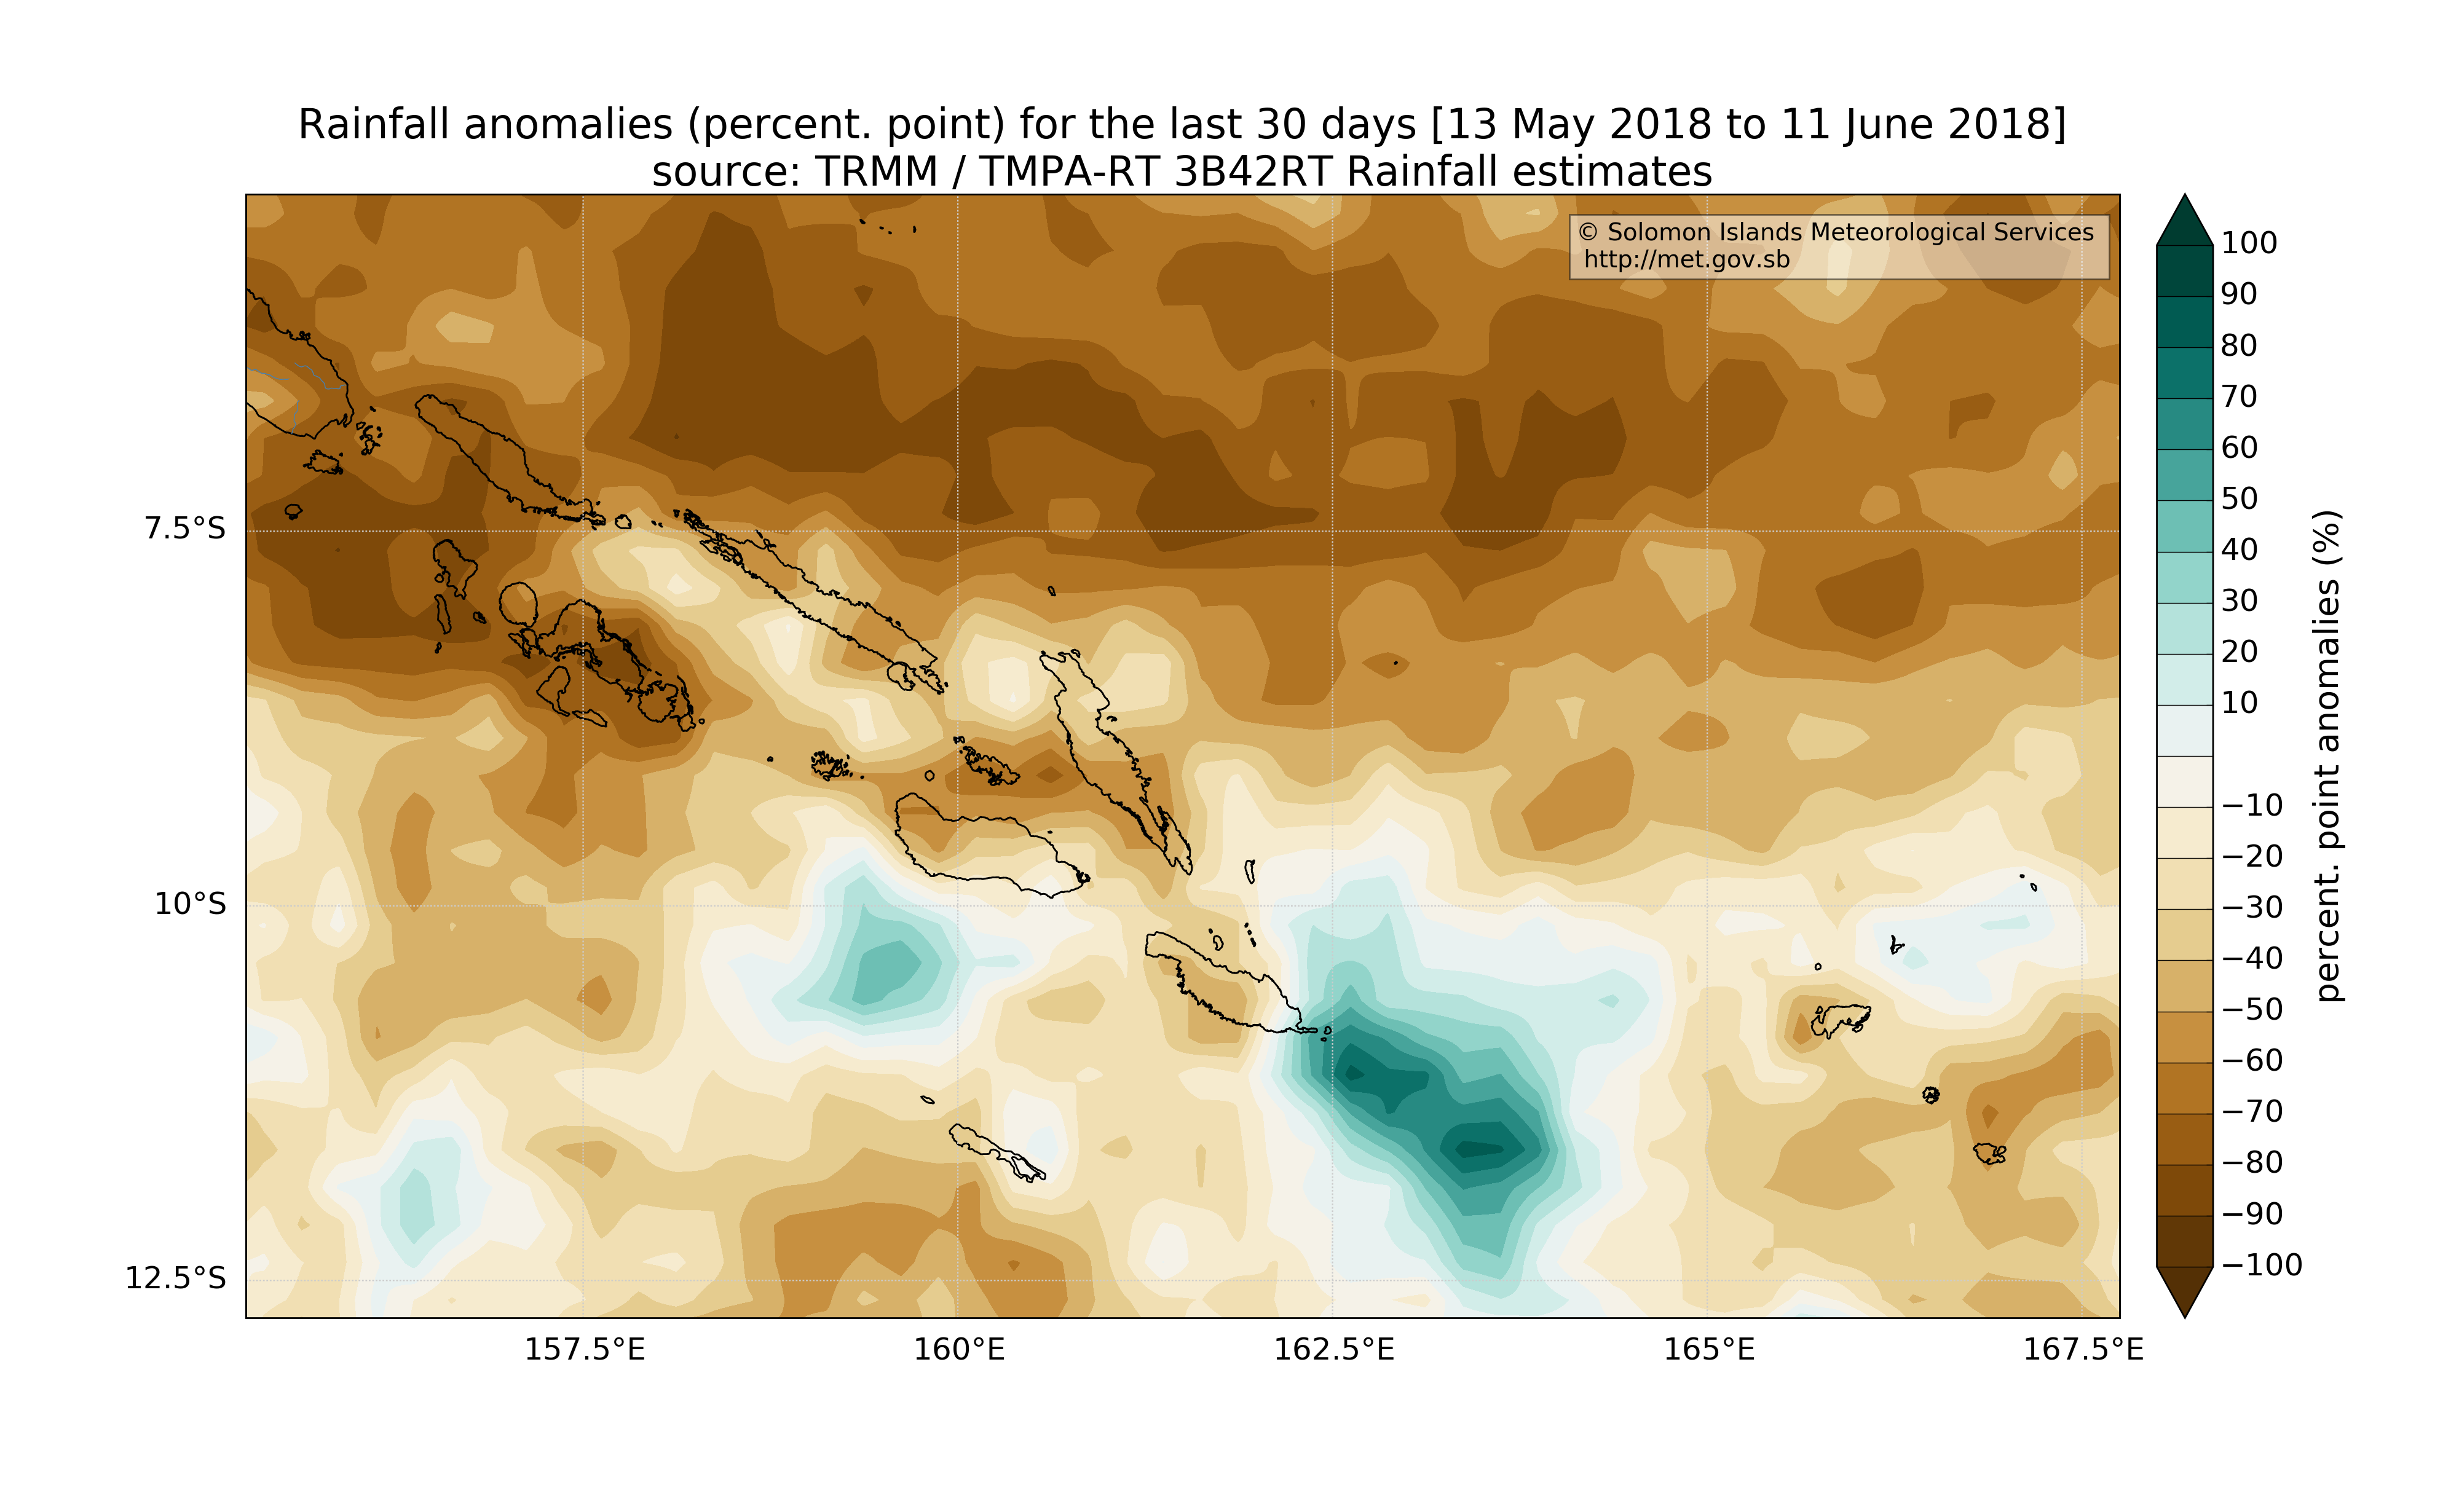 Rainfall anomalies (percent. point) for the last 30 days [13 May 2018 to 11 June 2018]
source: TRMM / TMPA-RT 3B42RT Rainfall estimates
© Solomon Islands Meteorological Services
http://met.gov.sb
7.5°S
10°S
12.5°S
157.5°E
160°E
162.5°E
165°E
167.5°E
100
90
80
70
60
50
40
30
20
10
−10
−20
−30
−40
−50
−60
−70
−80
−90
−100
percent. point anomalies (%)